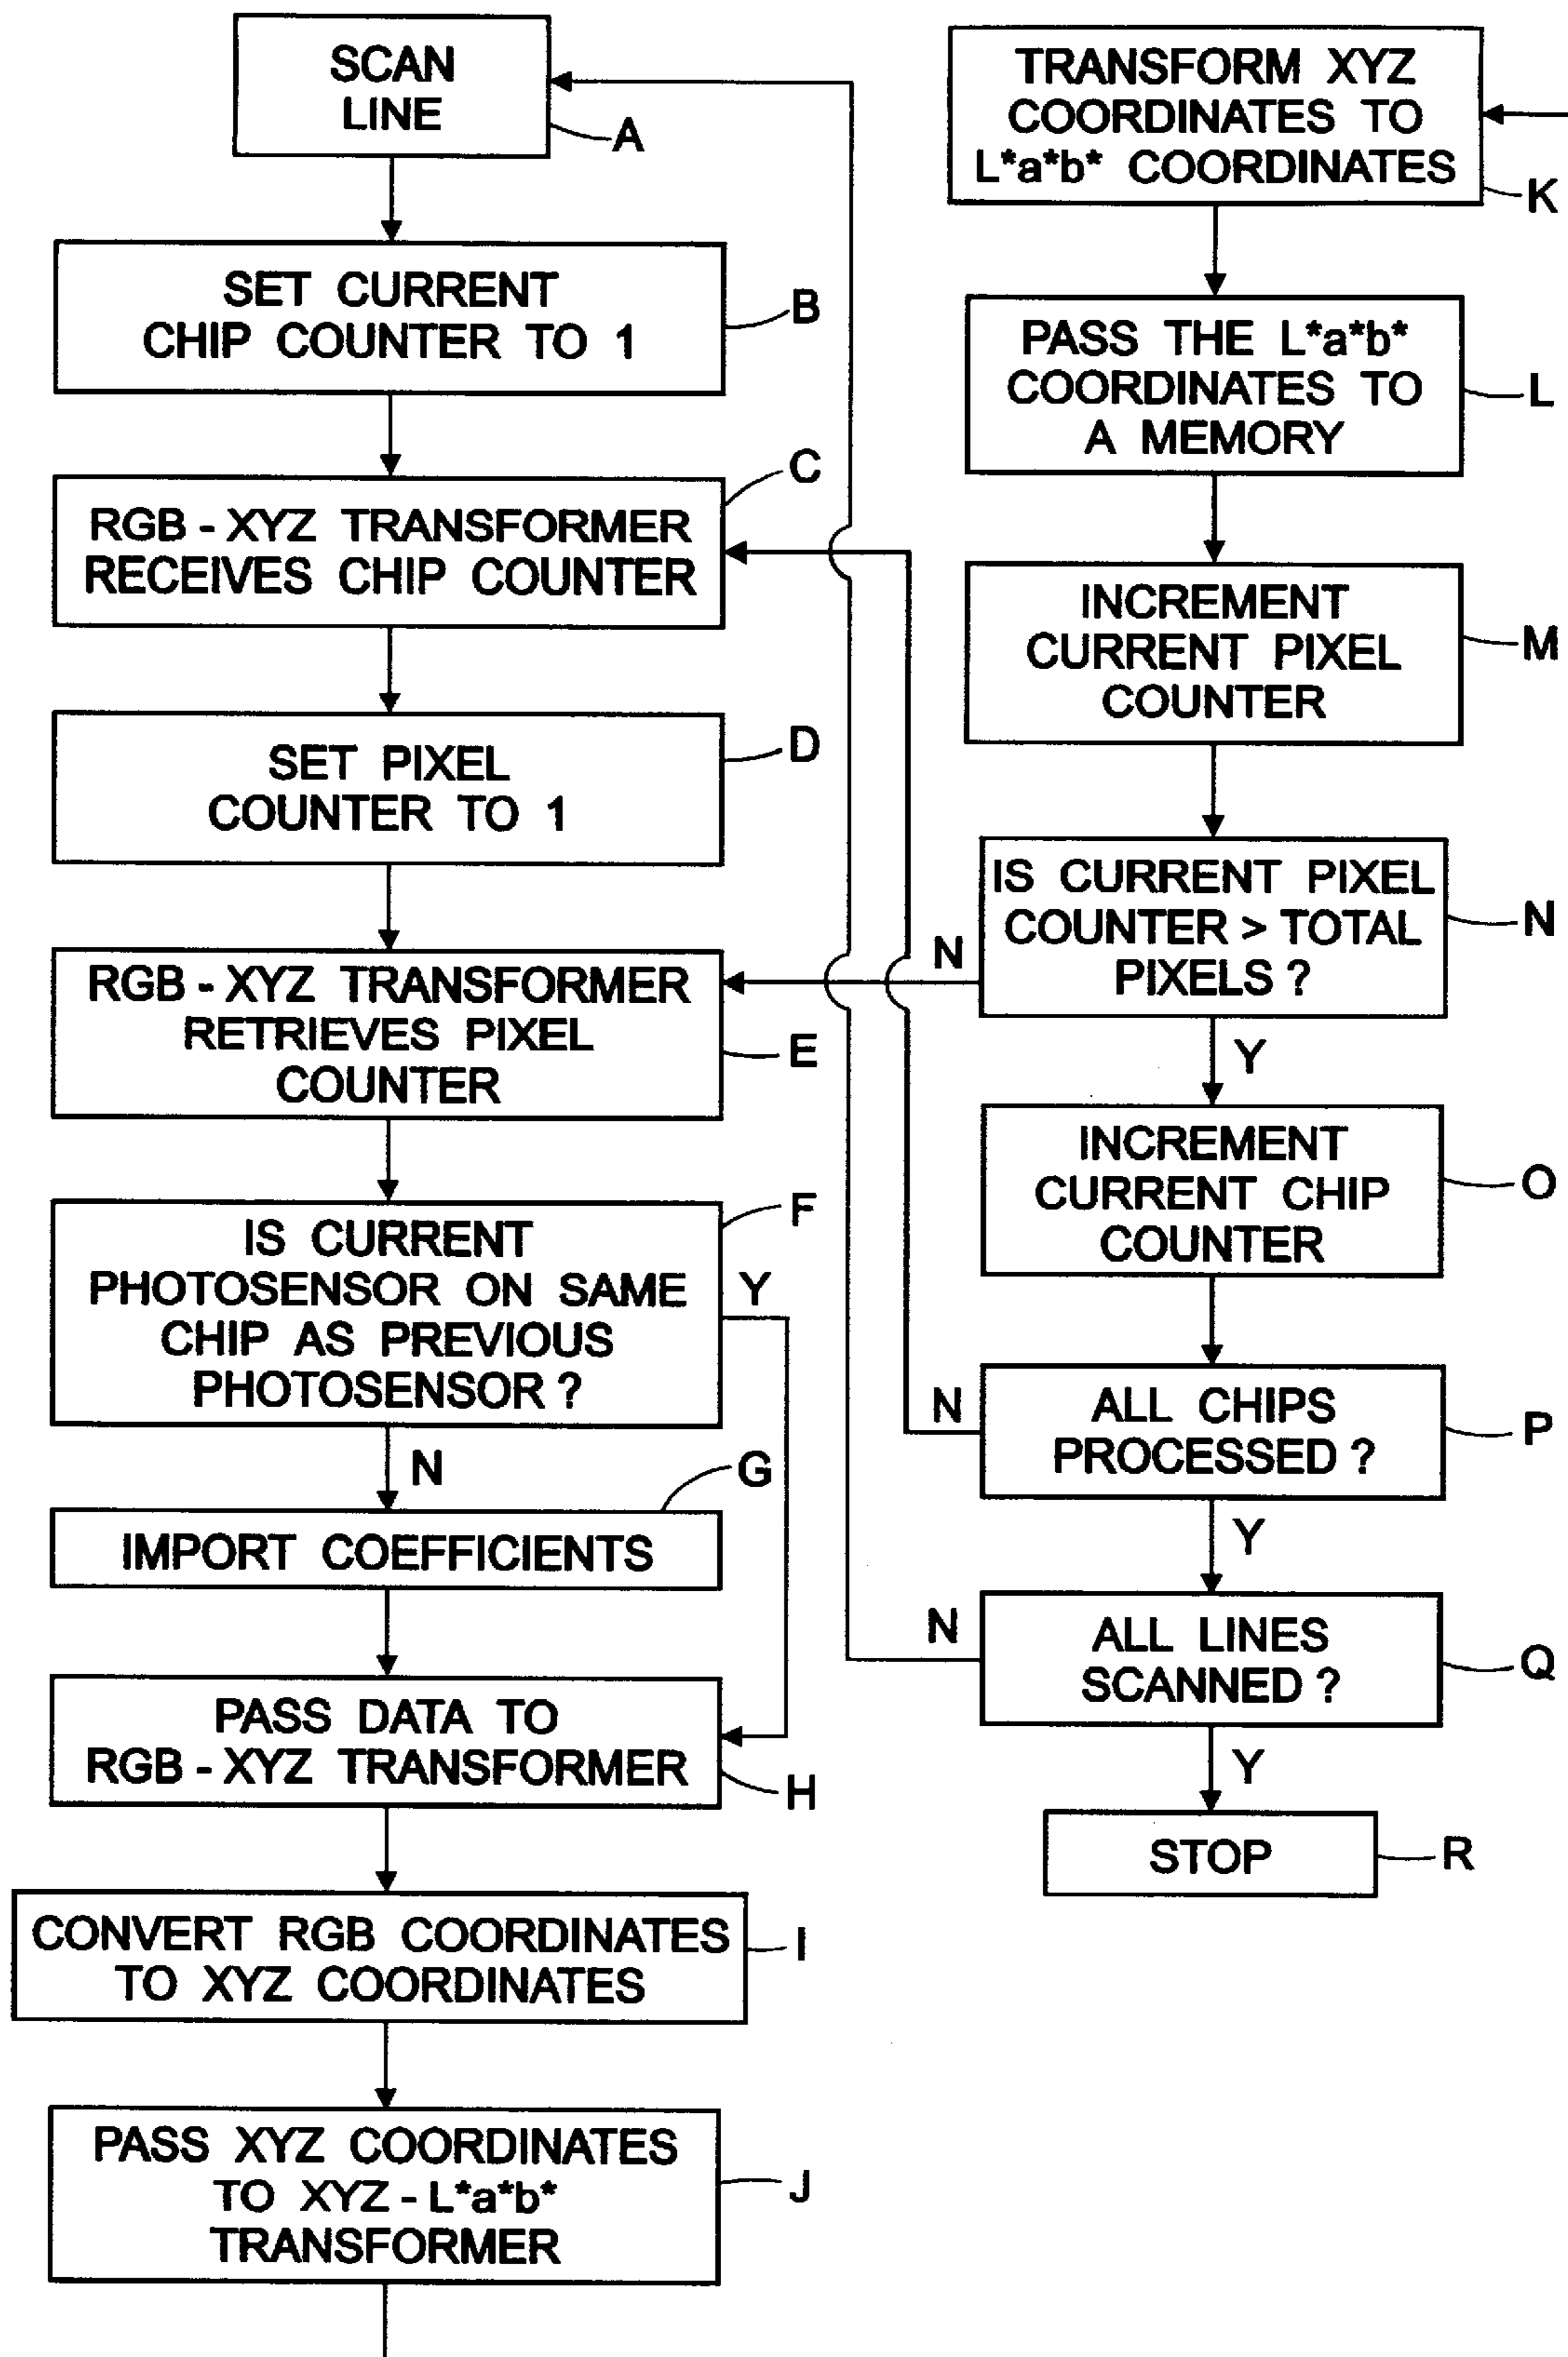 SCAN
LINE
A
SET CURRENT
CHIP COUNTER TO 1
B
RGB - XYZ TRANSFORMER
RECEIVES CHIP COUNTER
C
SET PIXEL
COUNTER TO 1
D
RGB - XYZ TRANSFORMER
RETRIEVES PIXEL
COUNTER
E
IS CURRENT
PHOTOSENSOR ON SAME
CHIP AS PREVIOUS
PHOTOSENSOR ?
F
Y
N
IMPORT COEFFICIENTS
G
PASS DATA TO
RGB - XYZ TRANSFORMER
H
CONVERT RGB COORDINATES
TO XYZ COORDINATES
I
PASS XYZ COORDINATES
TO XYZ - L*a*b*
TRANSFORMER
J
TRANSFORM XYZ
COORDINATES TO
L*a*b* COORDINATES
K
PASS THE L*a*b*
COORDINATES TO
A MEMORY
L
INCREMENT
CURRENT PIXEL
COUNTER
M
IS CURRENT PIXEL
COUNTER > TOTAL
PIXELS ?
N
N
Y
INCREMENT
CURRENT CHIP
COUNTER
O
ALL CHIPS
PROCESSED ?
P
N
Y
ALL LINES
SCANNED ?
Q
N
Y
STOP
R